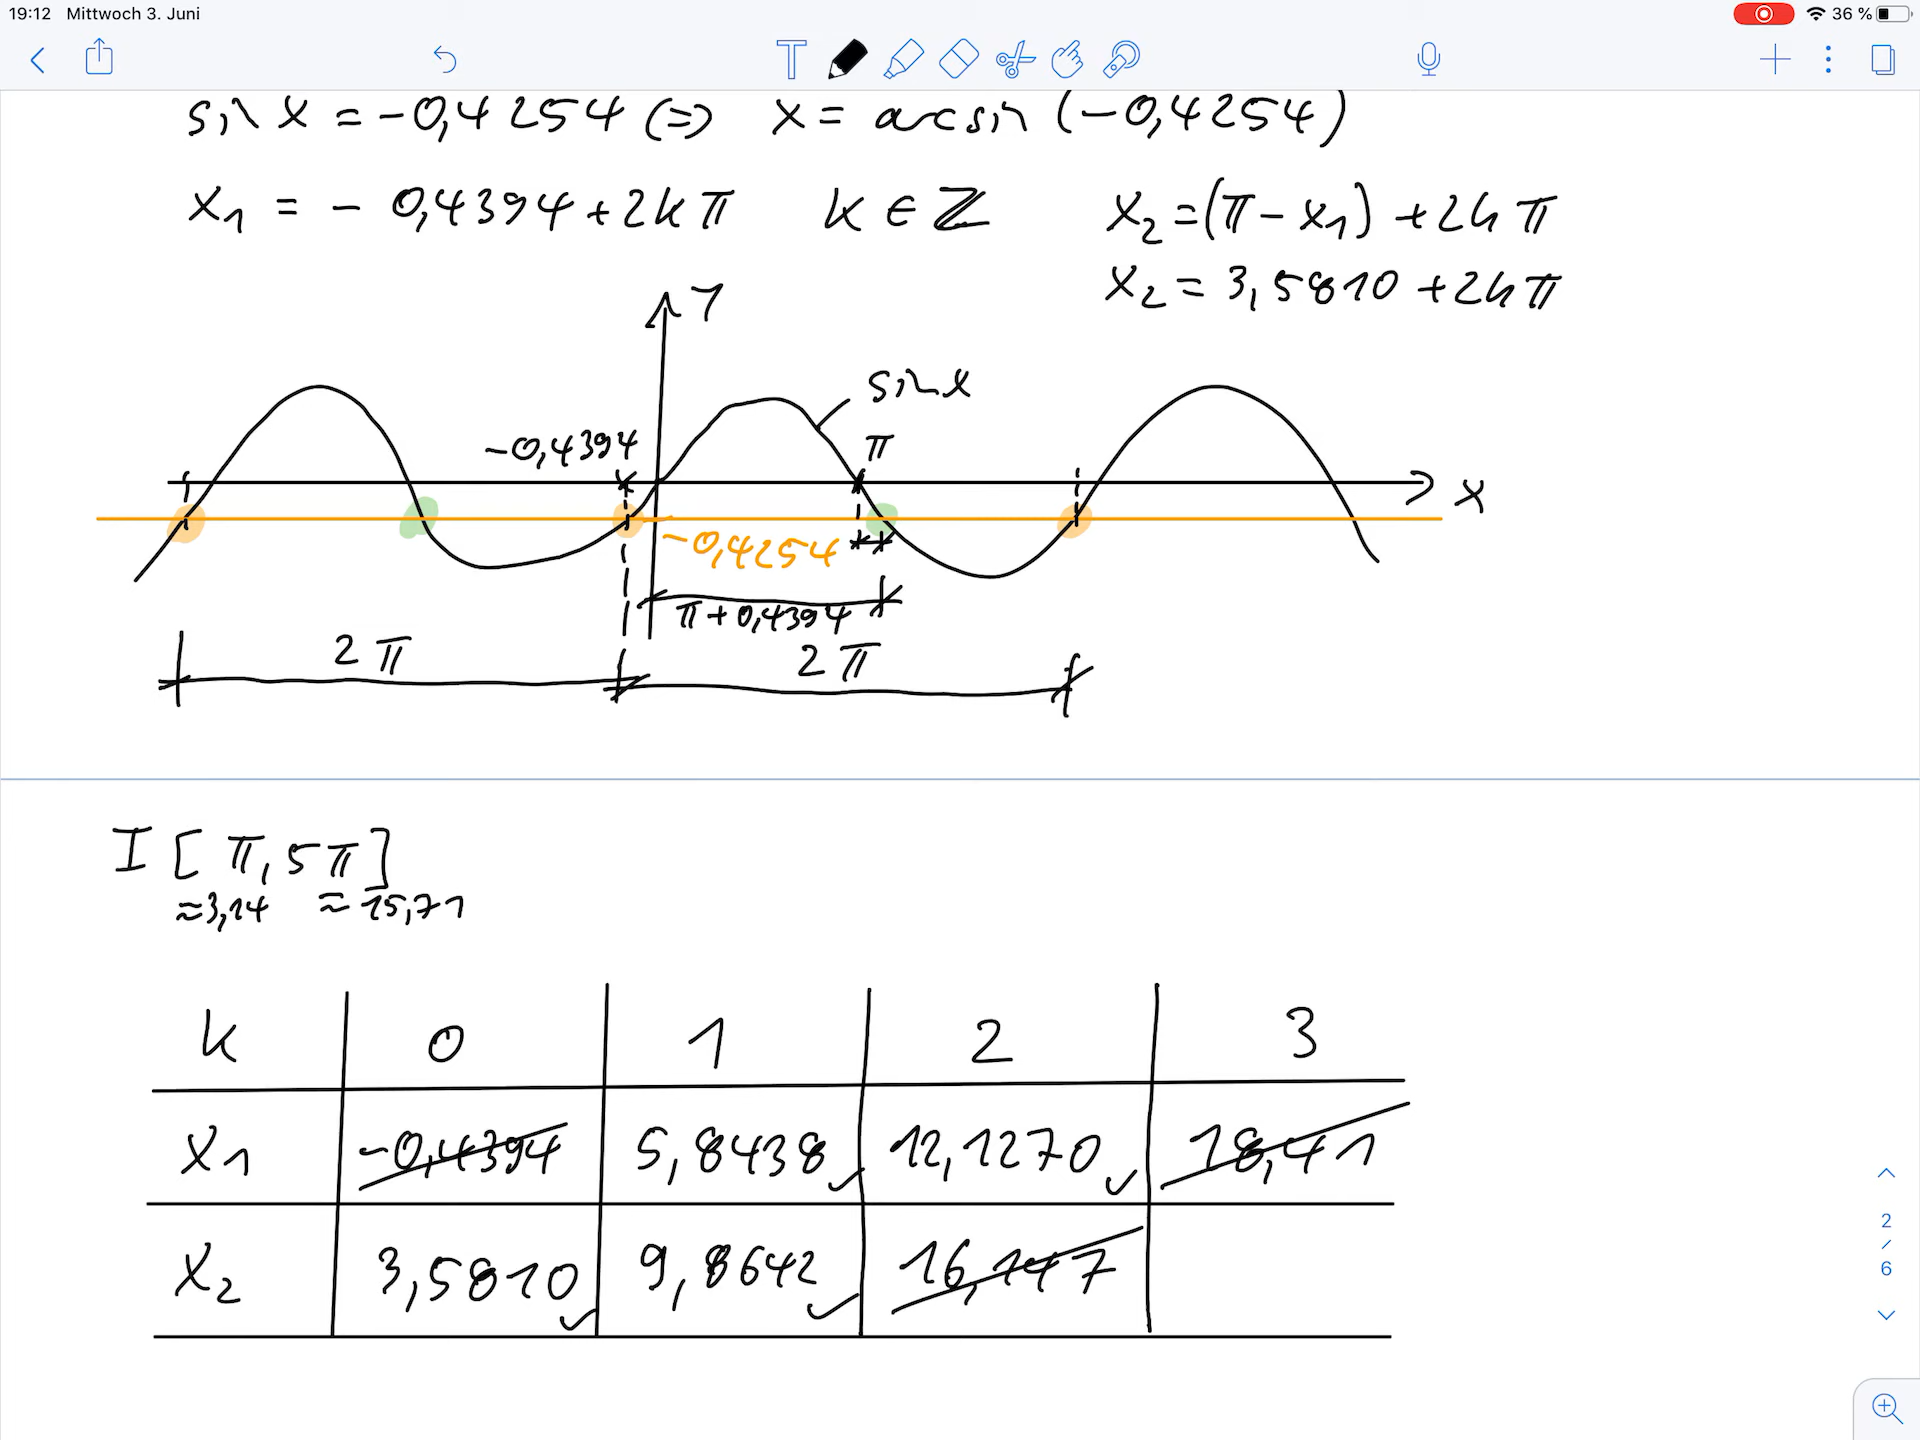 19:12 Mittwoch 3. Juni 36 %
T
sin x = -0,4254 (=) x = arcsin (-0,4254)
x1 = - 0,4394 + 2kπ k ∈ ℤ x2 = (π - x1) + 2kπ
x2 = 3,5810 + 2kπ
Y
sin x
-0,4394 π
x
-0,4254
π + 0,4394
2π 2π
I [π, 5π]
≈3,14 ≈15,71
k 0 1 2 3
x1 -0,4394 5,8438 ✓ 12,1270 ✓ 18,41
2
/
6
x2 3,5810 ✓ 9,8642 ✓ 16,147